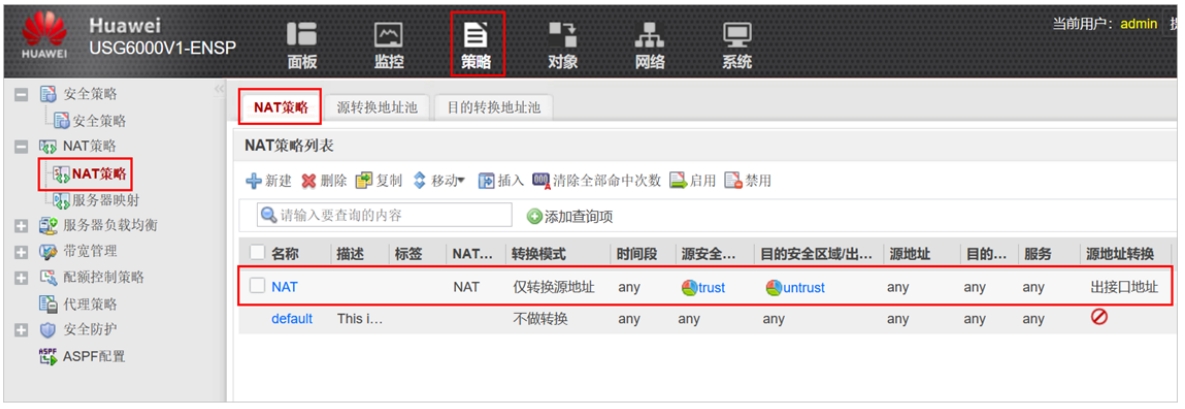 Huawei
USG6000V1-ENSP
HUAWEI
面板 监控 策略 对象 网络 系统
当前用户：admin
安全策略
安全策略
NAT策略
NAT策略
服务器映射
服务器负载均衡
带宽管理
配额控制策略
代理策略
安全防护
ASPF配置
NAT策略 源转换地址池 目的转换地址池
NAT策略列表
新建 删除 复制 移动 插入 清除全部命中次数 启用 禁用
请输入要查询的内容 添加查询项
名称 描述 标签 NAT... 转换模式 时间段 源安全... 目的安全区域/出... 源地址 目的... 服务 源地址转换
NAT NAT 仅转换源地址 any trust untrust any any any 出接口地址
default This i... 不做转换 any any any any any any